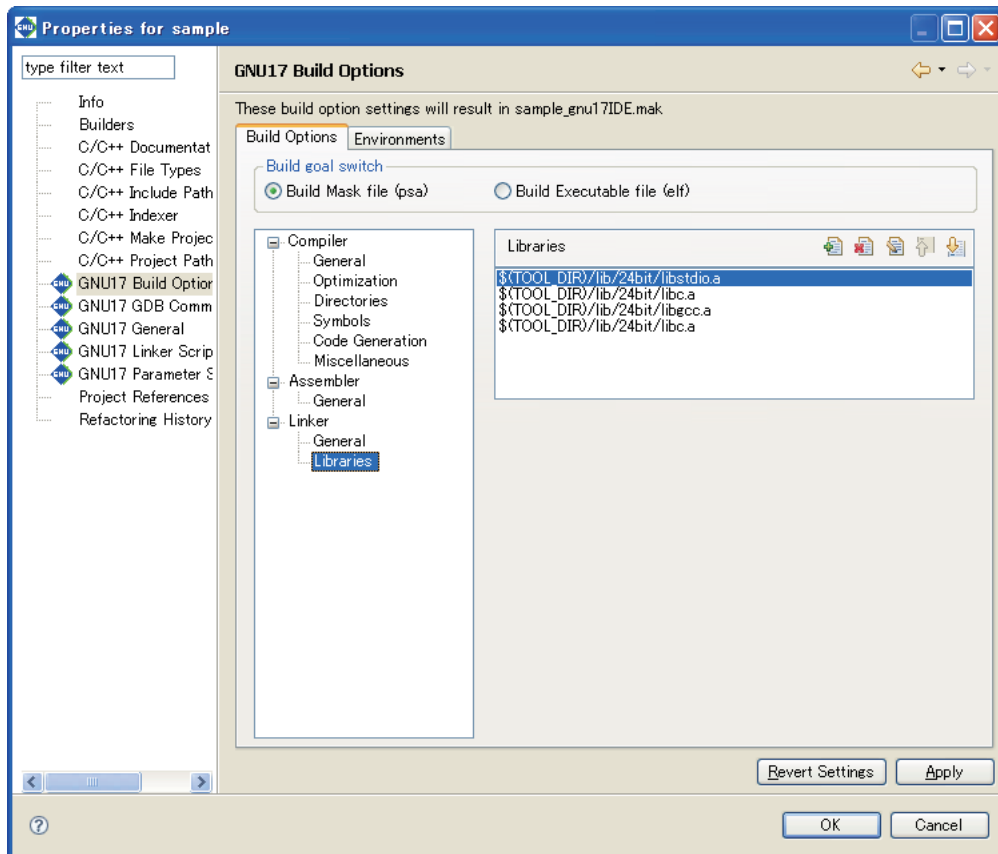 Properties for sample
type filter text
Info
Builders
C/C++ Documentat
C/C++ File Types
C/C++ Include Path
C/C++ Indexer
C/C++ Make Projec
C/C++ Project Path
GNU17 Build Option
GNU17 GDB Comm
GNU17 General
GNU17 Linker Scrip
GNU17 Parameter S
Project References
Refactoring History
GNU17 Build Options
These build option settings will result in sample_gnu17IDE.mak
Build Options Environments
Build goal switch
Build Mask file (psa) Build Executable file (elf)
Compiler
General
Optimization
Directories
Symbols
Code Generation
Miscellaneous
Assembler
General
Linker
General
Libraries
Libraries
$(TOOL_DIR)/lib/24bit/libstdio.a
$(TOOL_DIR)/lib/24bit/libc.a
$(TOOL_DIR)/lib/24bit/libgcc.a
$(TOOL_DIR)/lib/24bit/libc.a
Revert Settings Apply
OK Cancel